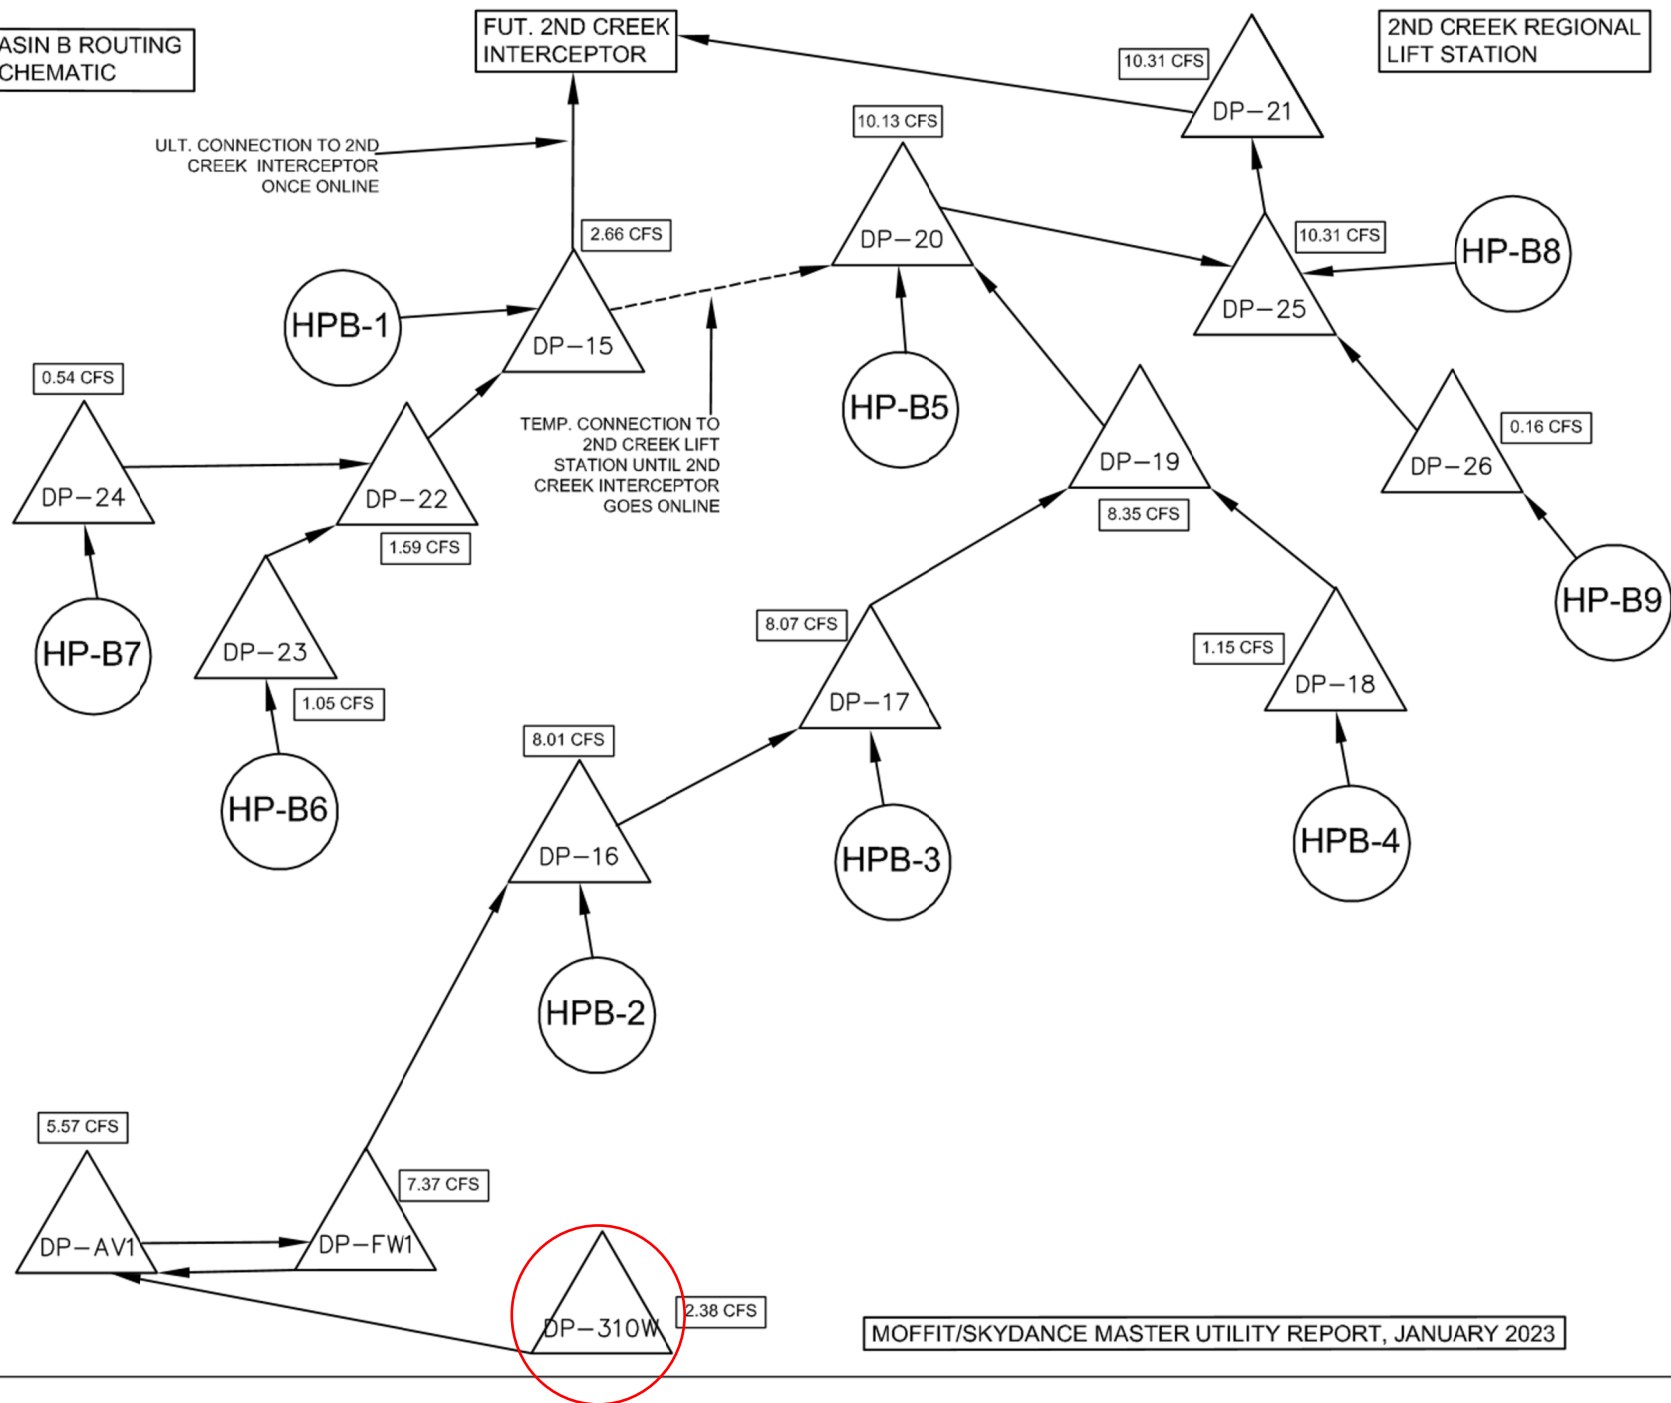 ASIN B ROUTING
CHEMATIC
FUT. 2ND CREEK
INTERCEPTOR
2ND CREEK REGIONAL
LIFT STATION
10.31 CFS
DP-21
10.13 CFS
ULT. CONNECTION TO 2ND
CREEK INTERCEPTOR
ONCE ONLINE
2.66 CFS
DP-20
10.31 CFS
HP-B8
HPB-1
DP-15
DP-25
0.54 CFS
HP-B5
TEMP. CONNECTION TO
2ND CREEK LIFT
STATION UNTIL 2ND
CREEK INTERCEPTOR
GOES ONLINE
0.16 CFS
DP-24
DP-22
DP-19
DP-26
8.35 CFS
1.59 CFS
HP-B7
DP-23
8.07 CFS
1.15 CFS
HP-B9
1.05 CFS
DP-17
DP-18
8.01 CFS
HP-B6
DP-16
HPB-3
HPB-4
HPB-2
5.57 CFS
7.37 CFS
DP-AV1
DP-FW1
DP-310W
2.38 CFS
MOFFIT/SKYDANCE MASTER UTILITY REPORT, JANUARY 2023